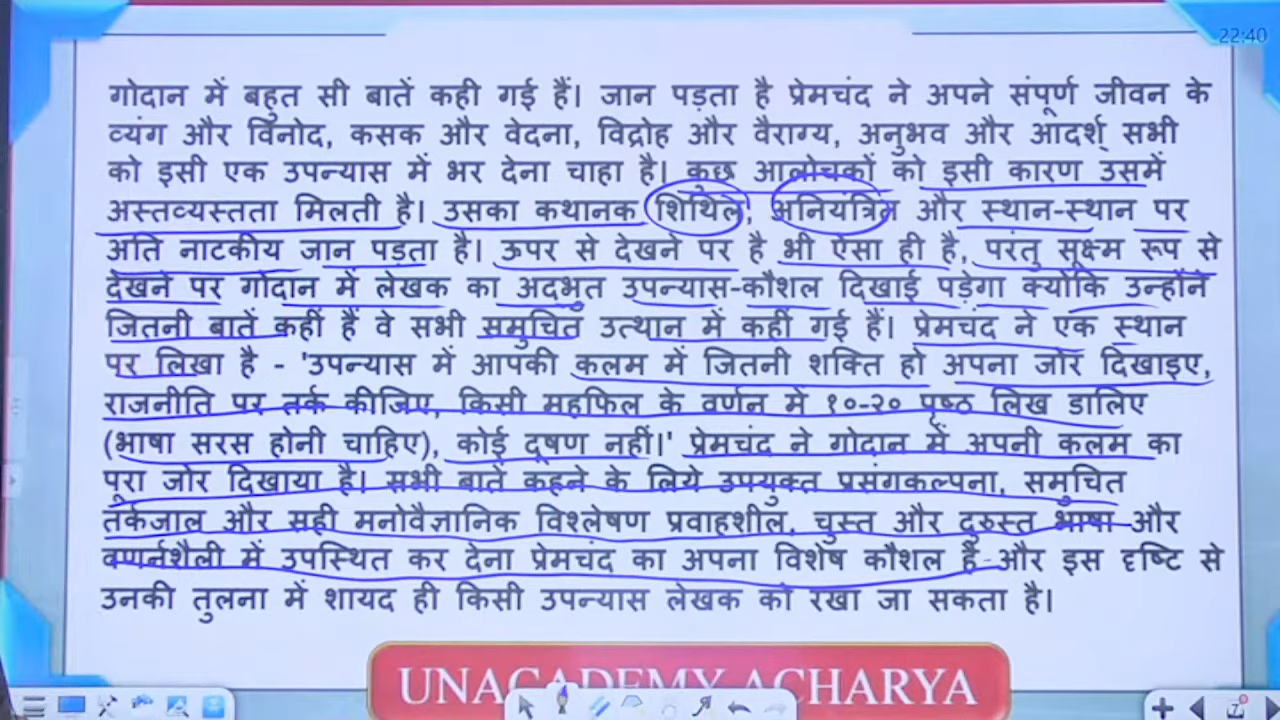 22:40
गोदान में बहुत सी बातें कही गई हैं। जान पड़ता है प्रेमचंद ने अपने संपूर्ण जीवन के
व्यंग और विनोद, कसक और वेदना, विद्रोह और वैराग्य, अनुभव और आदर्श् सभी
को इसी एक उपन्यास में भर देना चाहा है। कुछ आलोचकों को इसी कारण उसमें
अस्तव्यस्तता मिलती है। उसका कथानक शिथिल, अनियंत्रित और स्थान-स्थान पर
अति नाटकीय जान पड़ता है। ऊपर से देखने पर है भी ऐसा ही है, परंतु सूक्ष्म रूप से
देखने पर गोदान में लेखक का अद्भुत उपन्यास-कौशल दिखाई पड़ेगा क्योंकि उन्होंने
जितनी बातें कहीं हैं वे सभी समुचित उत्थान में कहीं गई हैं। प्रेमचंद ने एक स्थान
पर लिखा है - 'उपन्यास में आपकी कलम में जितनी शक्ति हो अपना जोर दिखाइए,
राजनीति पर तर्क कीजिए, किसी महफिल के वर्णन में १०-२० पृष्ठ लिख डालिए
(भाषा सरस होनी चाहिए), कोई दूषण नहीं।' प्रेमचंद ने गोदान में अपनी कलम का
पूरा जोर दिखाया है। सभी बातें कहने के लिये उपयुक्त प्रसंगकल्पना, समुचित
तर्कजाल और सही मनोवैज्ञानिक विश्लेषण प्रवाहशील, चुस्त और दुरुस्त भाषा और
वणर्नशैली में उपस्थित कर देना प्रेमचंद का अपना विशेष कौशल है और इस दृष्टि से
उनकी तुलना में शायद ही किसी उपन्यास लेखक को रखा जा सकता है।
UNACADEMY ACHARYA